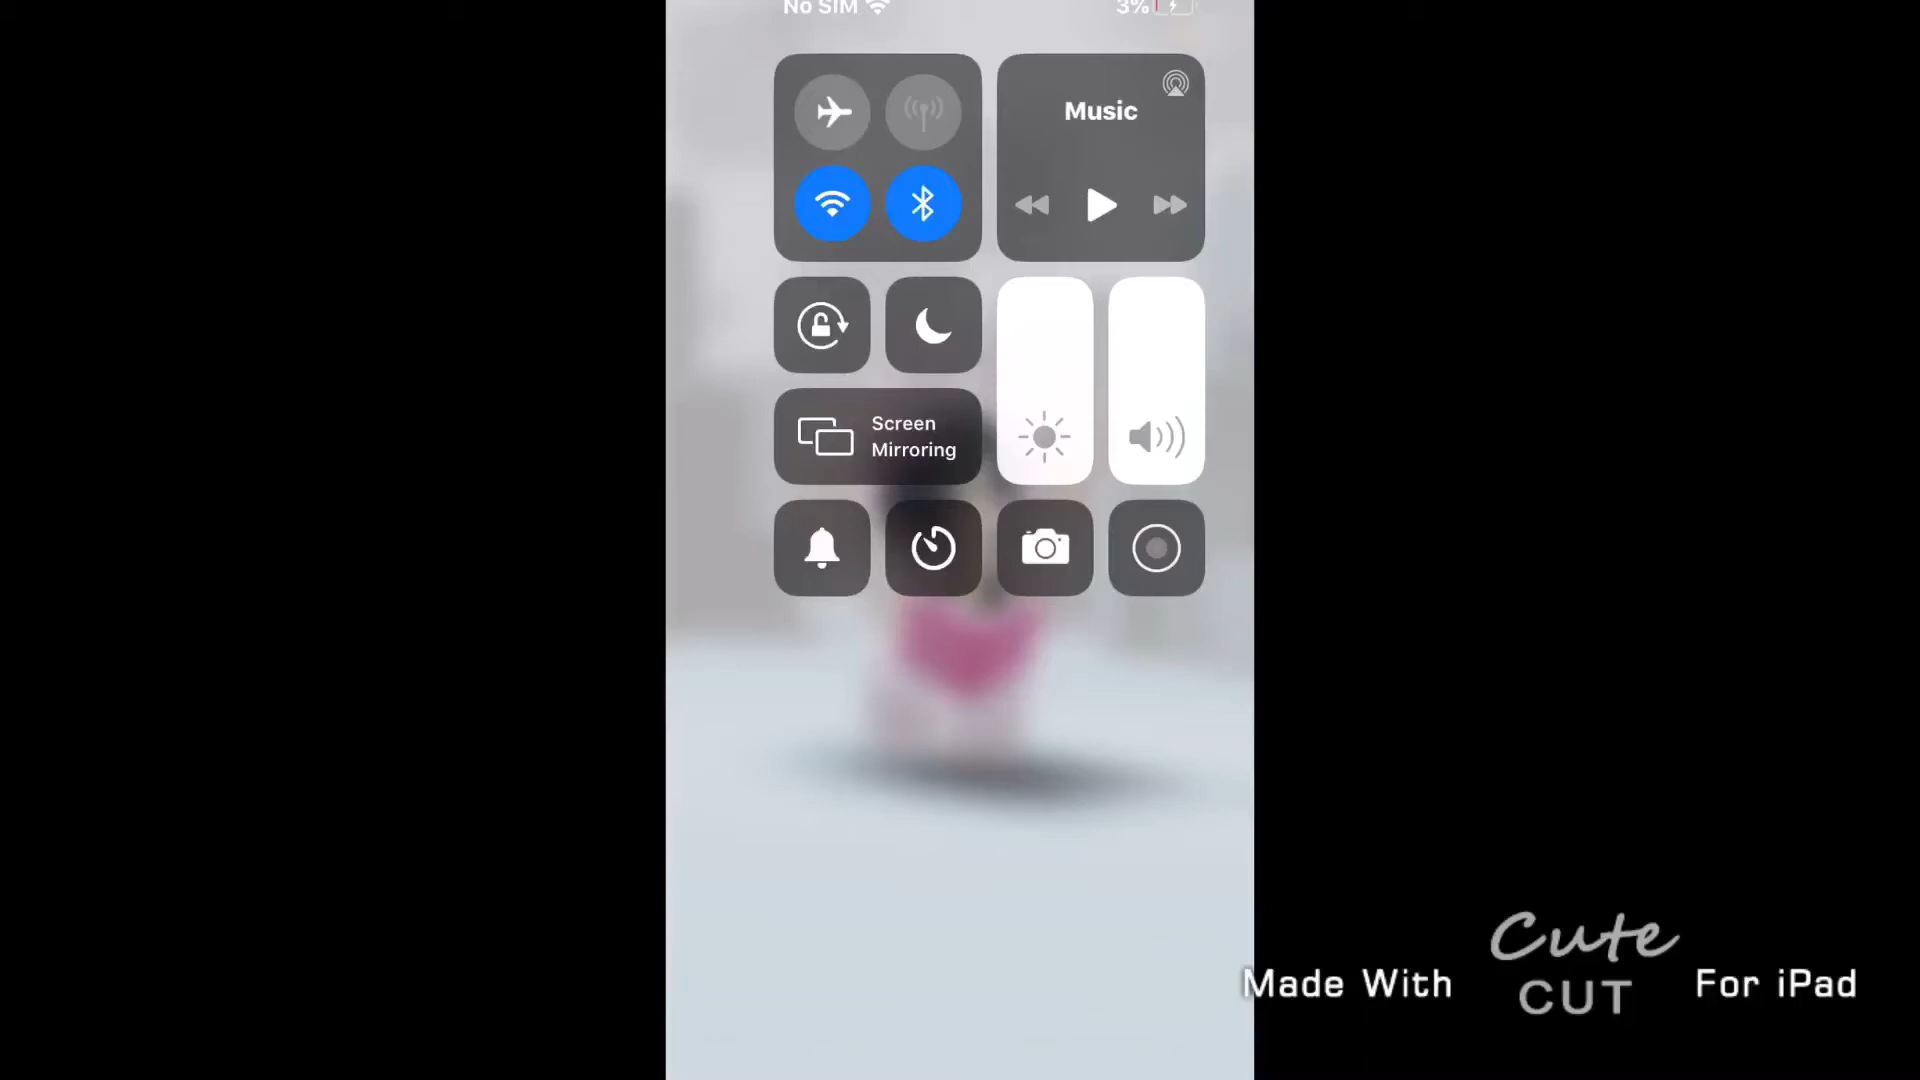 No SIM 3%
Music
Screen
Mirroring
Cute
Made With CUT For iPad